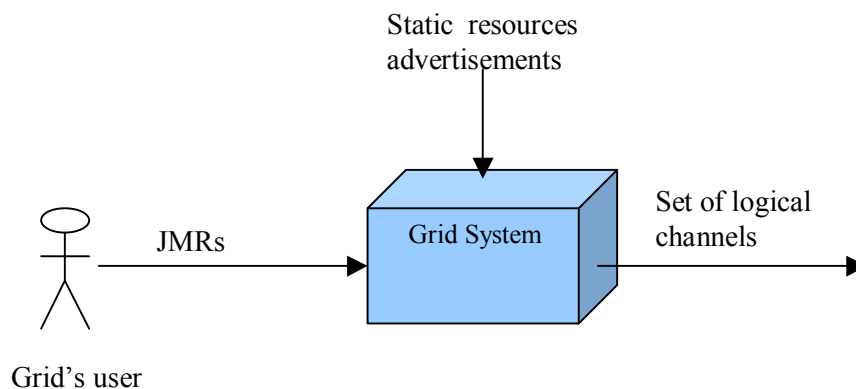 Static resources
advertisements
JMRs
Grid System
Set of logical
channels
Grid’s user